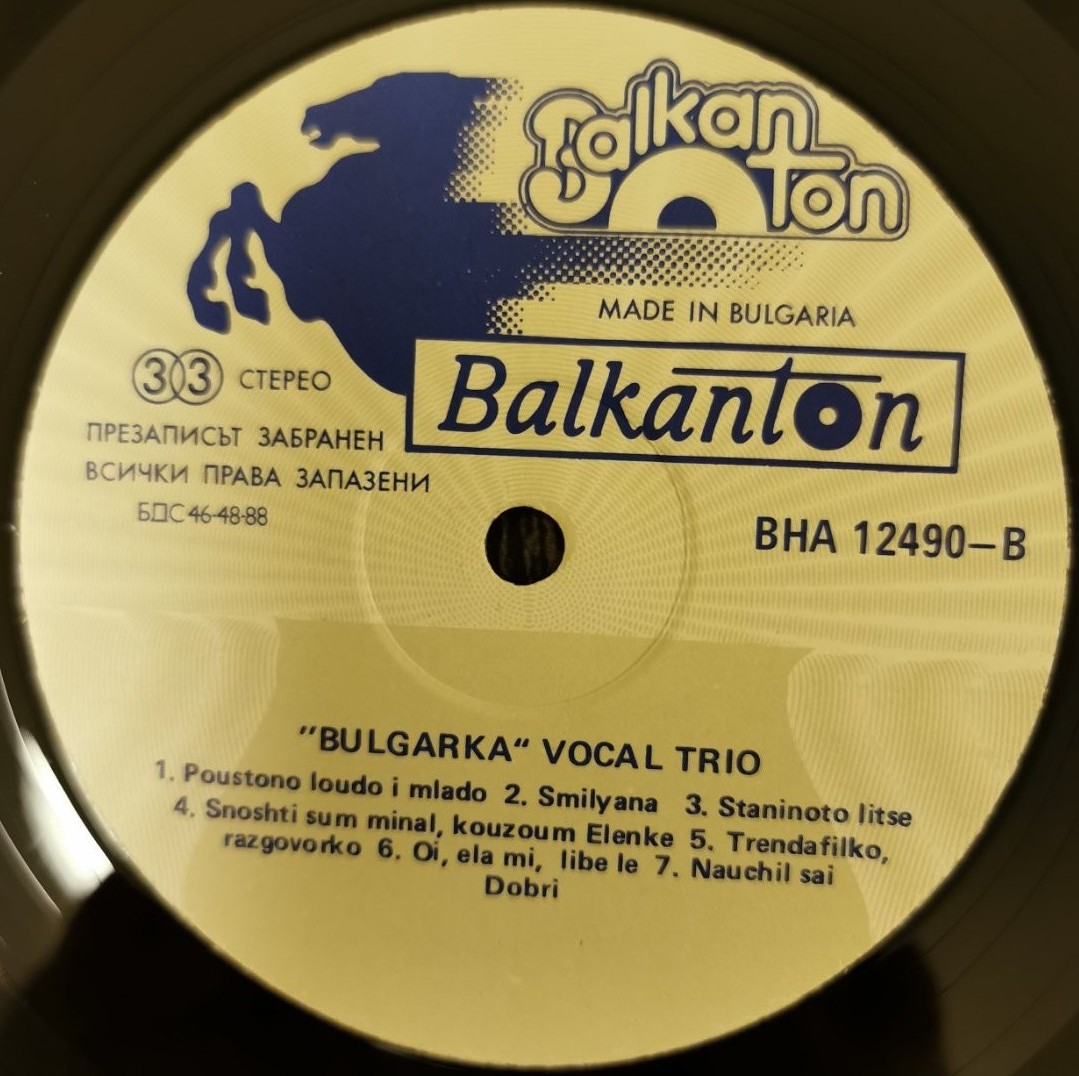 Balkan
ton
MADE IN BULGARIA
Balkanton
33 СТЕРЕО
ПРЕЗАПИСЪТ ЗАБРАНЕН
ВСИЧКИ ПРАВА ЗАПАЗЕНИ
БДС 46-48-88
ВНА 12490–В
"BULGARKA“ VOCAL TRIO
1. Poustono loudo i mlado 2. Smilyana 3. Staninoto litse
4. Snoshti sum minal, kouzoum Elenke 5. Trendafilko,
razgovorko 6. Oi, ela mi, libe le 7. Nauchil sai
Dobri